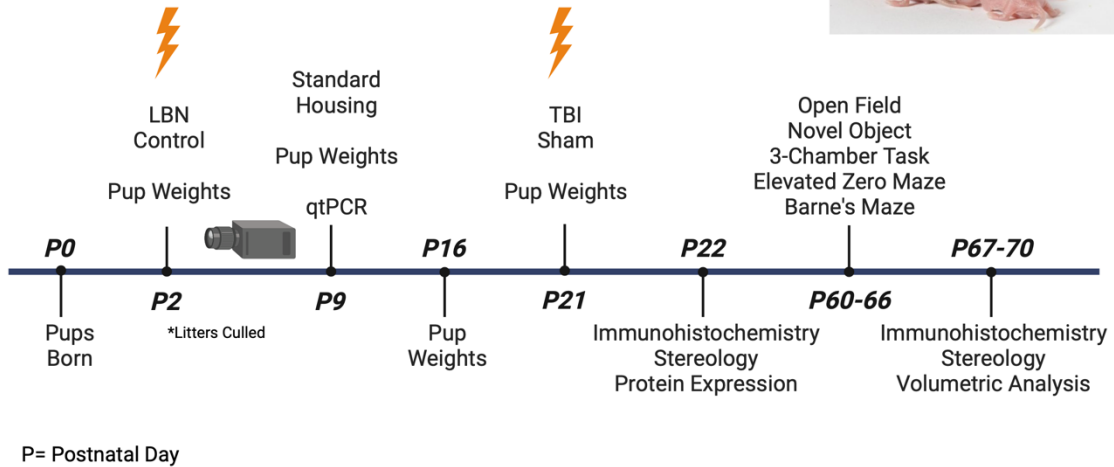 LBN
Control
Pup Weights
Standard
Housing
Pup Weights
qtPCR
TBI
Sham
Pup Weights
Open Field
Novel Object
3-Chamber Task
Elevated Zero Maze
Barne's Maze
P0
P2
*Litters Culled
P9
P16
P21
P22
P60-66
P67-70
Pups
Born
Pup
Weights
Immunohistochemistry
Stereology
Protein Expression
Immunohistochemistry
Stereology
Volumetric Analysis
P= Postnatal Day